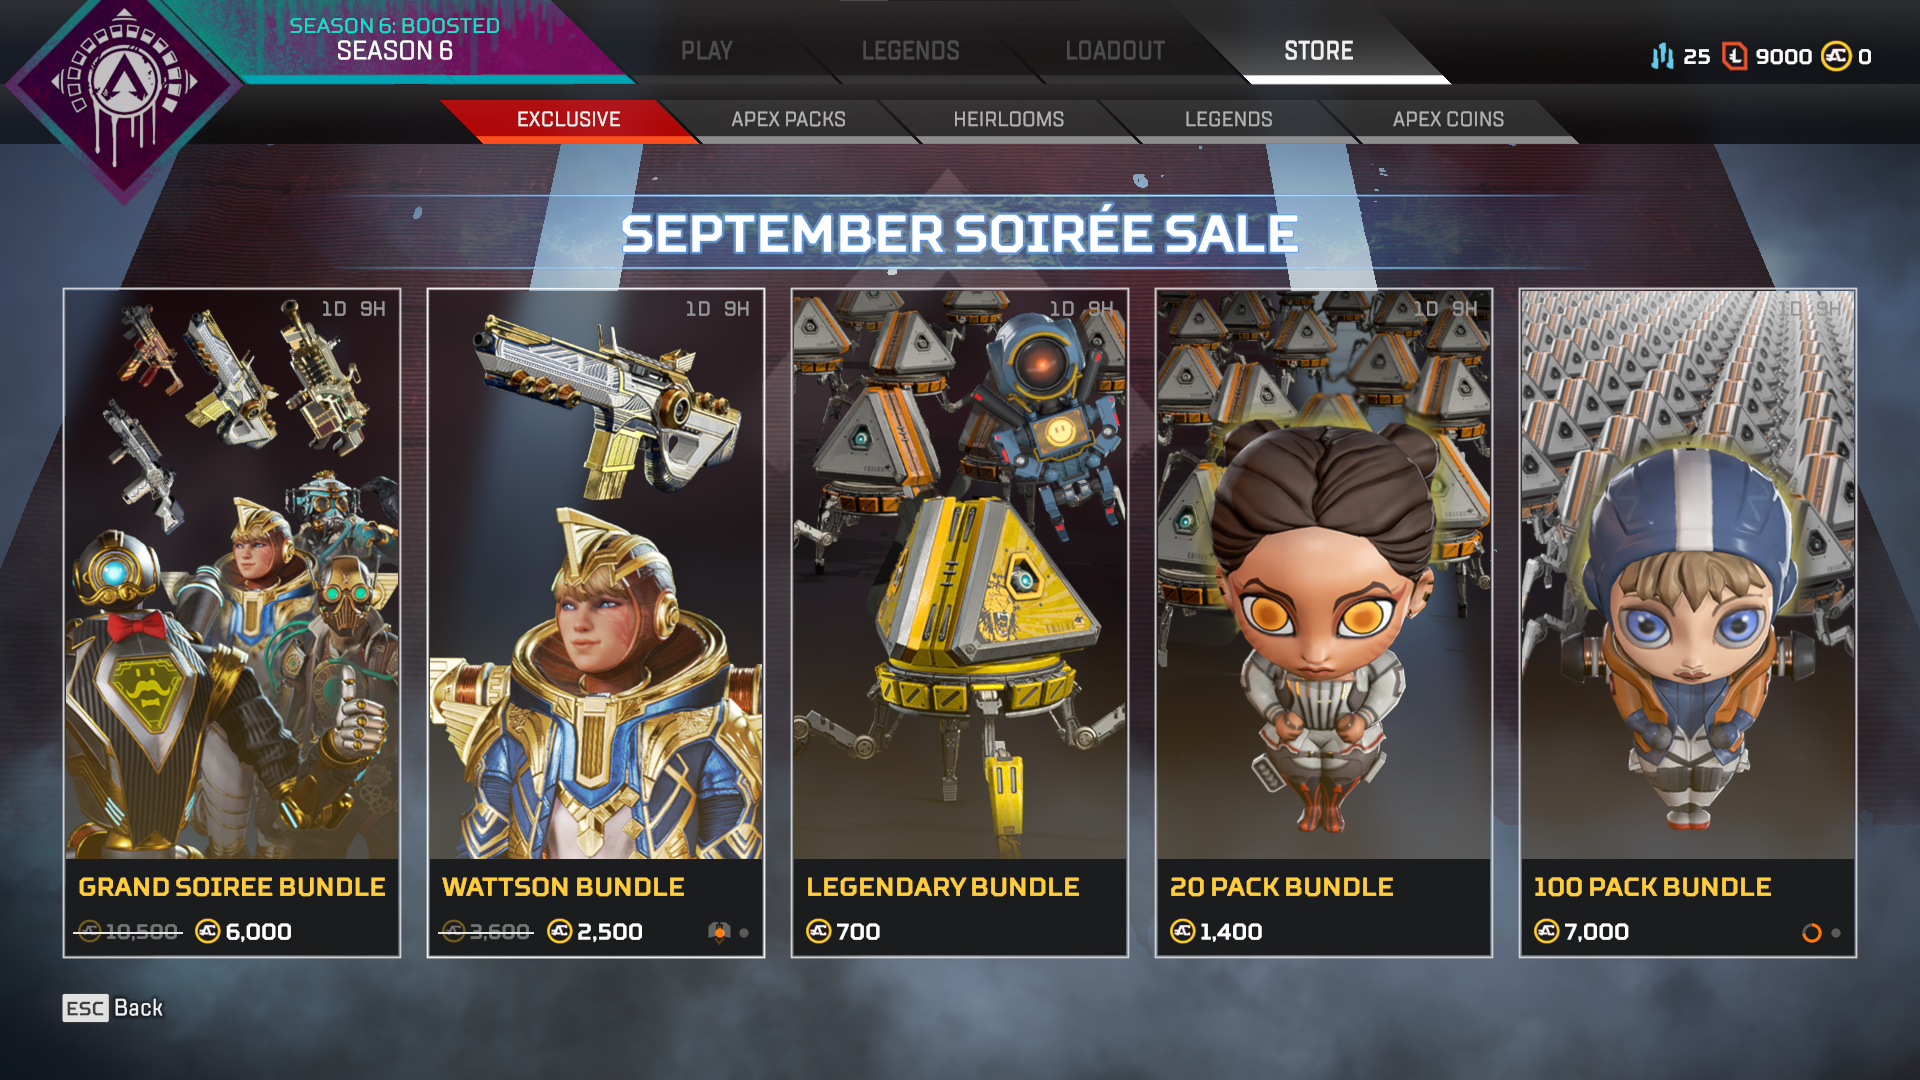 SEASON 6: BOOSTED
SEASON 6
PLAY
LEGENDS
LOADOUT
STORE
25
9000
0
EXCLUSIVE
APEX PACKS
HEIRLOOMS
LEGENDS
APEX COINS
SEPTEMBER SOIRÉE SALE
1D 9H
1D 9H
1D 9H
1D 9H
1D 9H
GRAND SOIREE BUNDLE
10,500 6,000
WATTSON BUNDLE
3,600 2,500
LEGENDARY BUNDLE
700
20 PACK BUNDLE
1,400
100 PACK BUNDLE
7,000
ESC Back